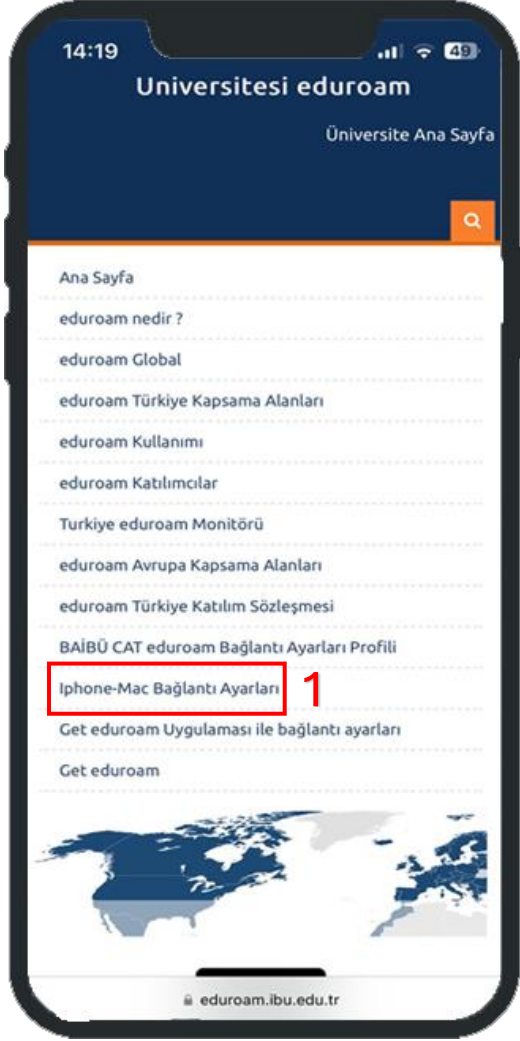 14:19
49
Universitesi eduroam
Üniversite Ana Sayfa
Ana Sayfa
eduroam nedir ?
eduroam Global
eduroam Türkiye Kapsama Alanları
eduroam Kullanımı
eduroam Katılımcılar
Turkiye eduroam Monitörü
eduroam Avrupa Kapsama Alanları
eduroam Türkiye Katılım Sözleşmesi
BAİBÜ CAT eduroam Bağlantı Ayarları Profili
Iphone-Mac Bağlantı Ayarları 1
Get eduroam Uygulaması ile bağlantı ayarları
Get eduroam
eduroam.ibu.edu.tr